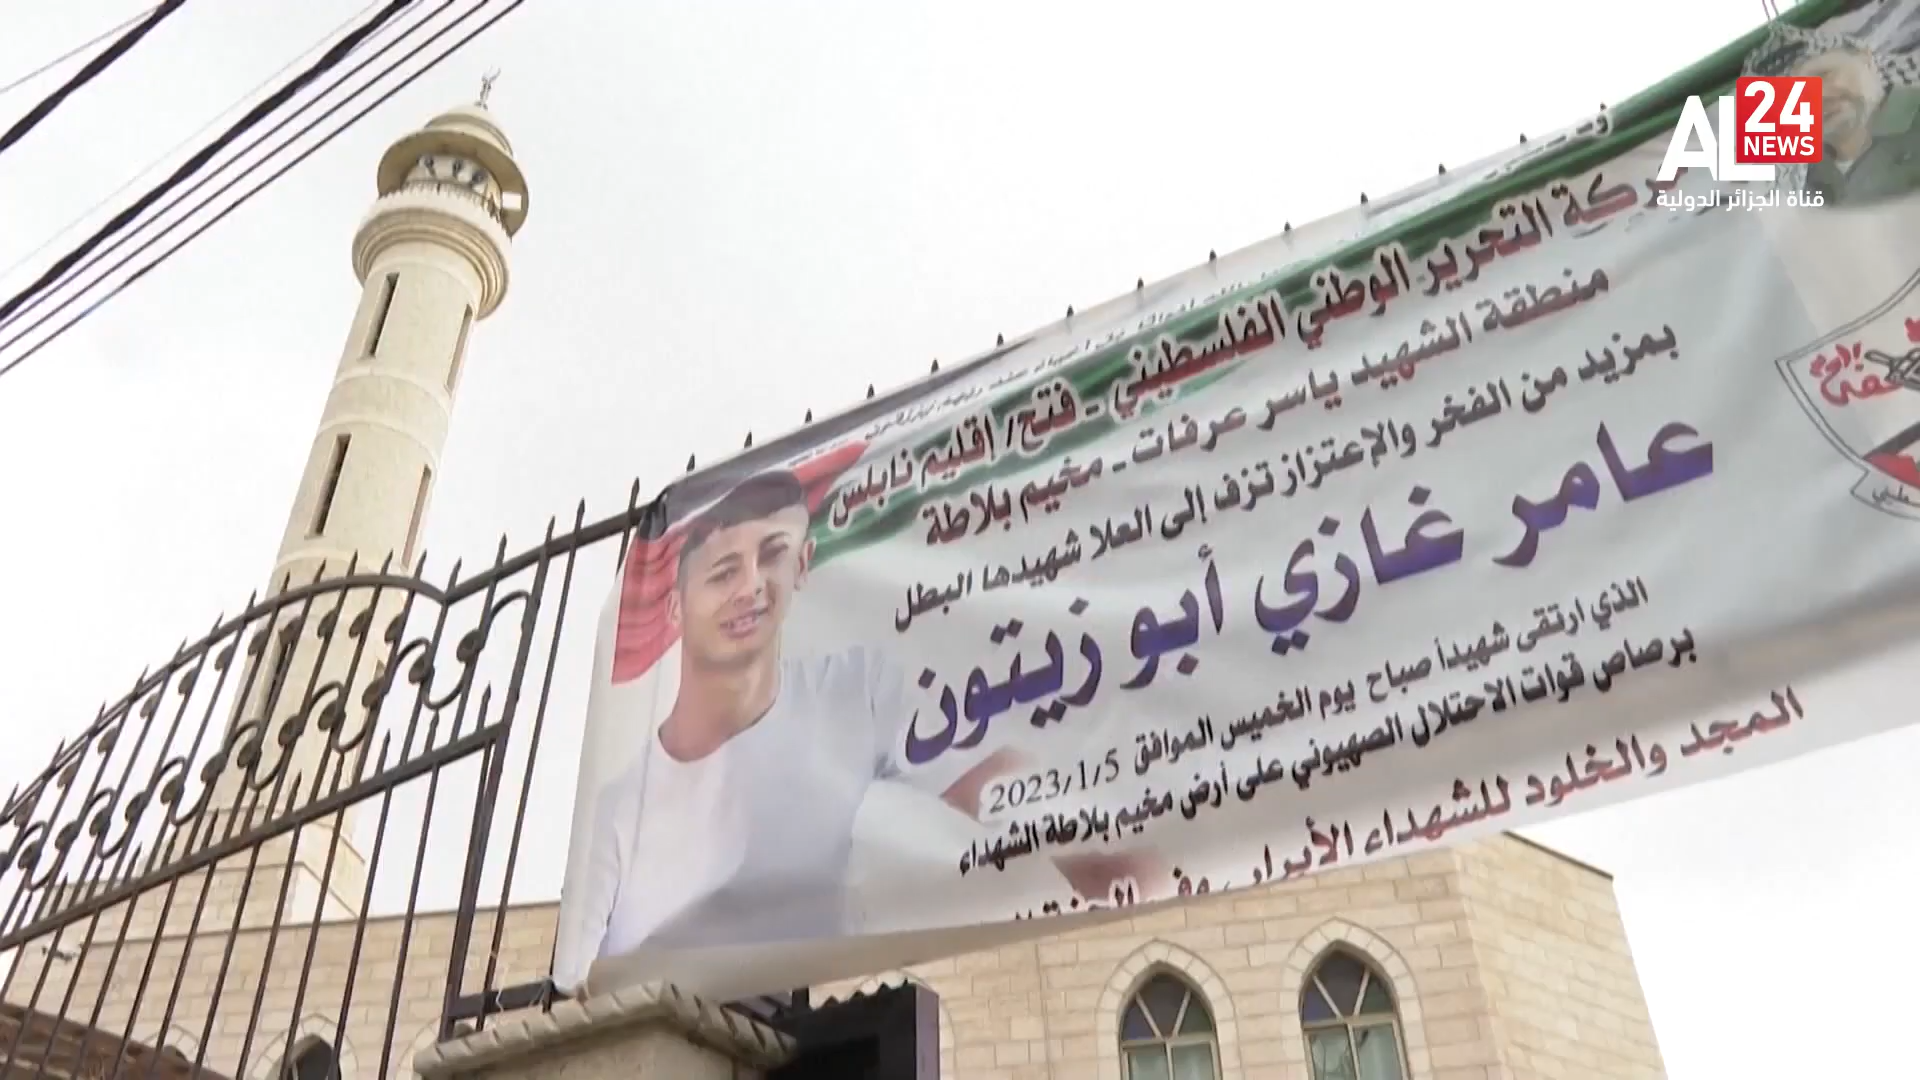 AL
24
NEWS
قناة الجزائر الدولية
حركة التحرير الوطني الفلسطيني - فتح/ اقليم نابلس
منطقة الشهيد ياسر عرفات - مخيم بلاطة
بمزيد من الفخر والإعتزاز تزف إلى العلا شهيدها البطل
عامر غازي أبو زيتون
الذي ارتقى شهيداً صباح يوم الخميس الموافق 2023/1/5
برصاص قوات الاحتلال الصهيوني على أرض مخيم بلاطة الشهداء
المجد والخلود للشهداء الأبرار